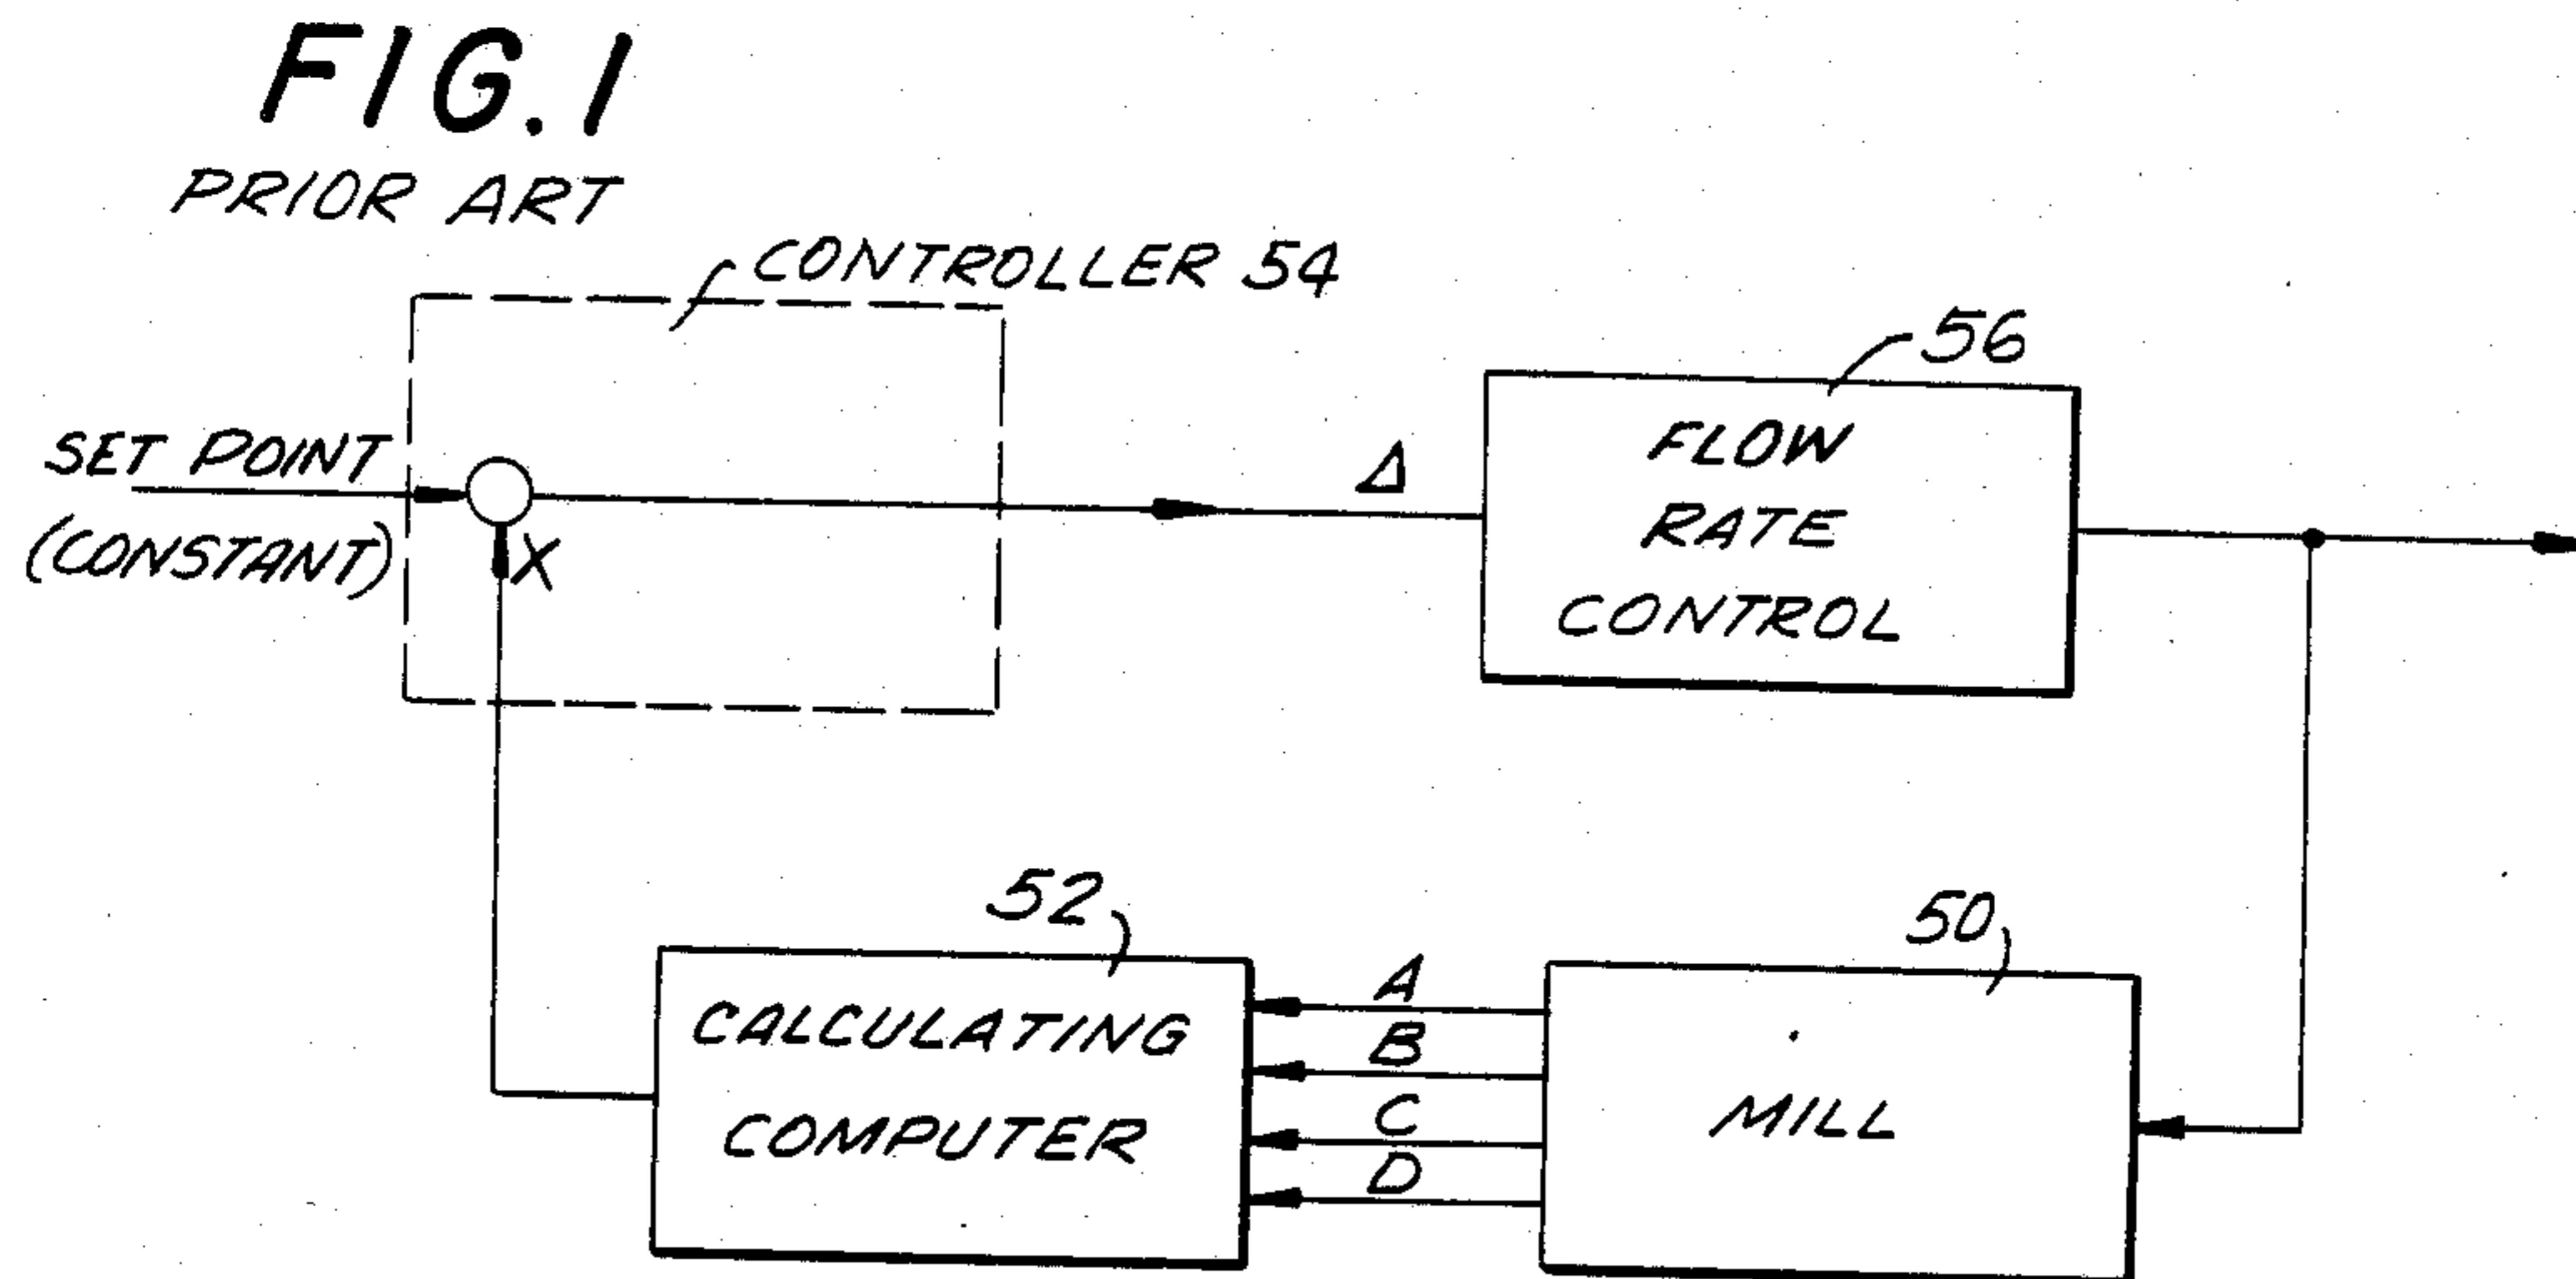 FIG. 1
PRIOR ART
CONTROLLER 54
56
SET POINT
(CONSTANT)
X
Δ
FLOW
RATE
CONTROL
52
50
CALCULATING
COMPUTER
A
B
C
D
MILL